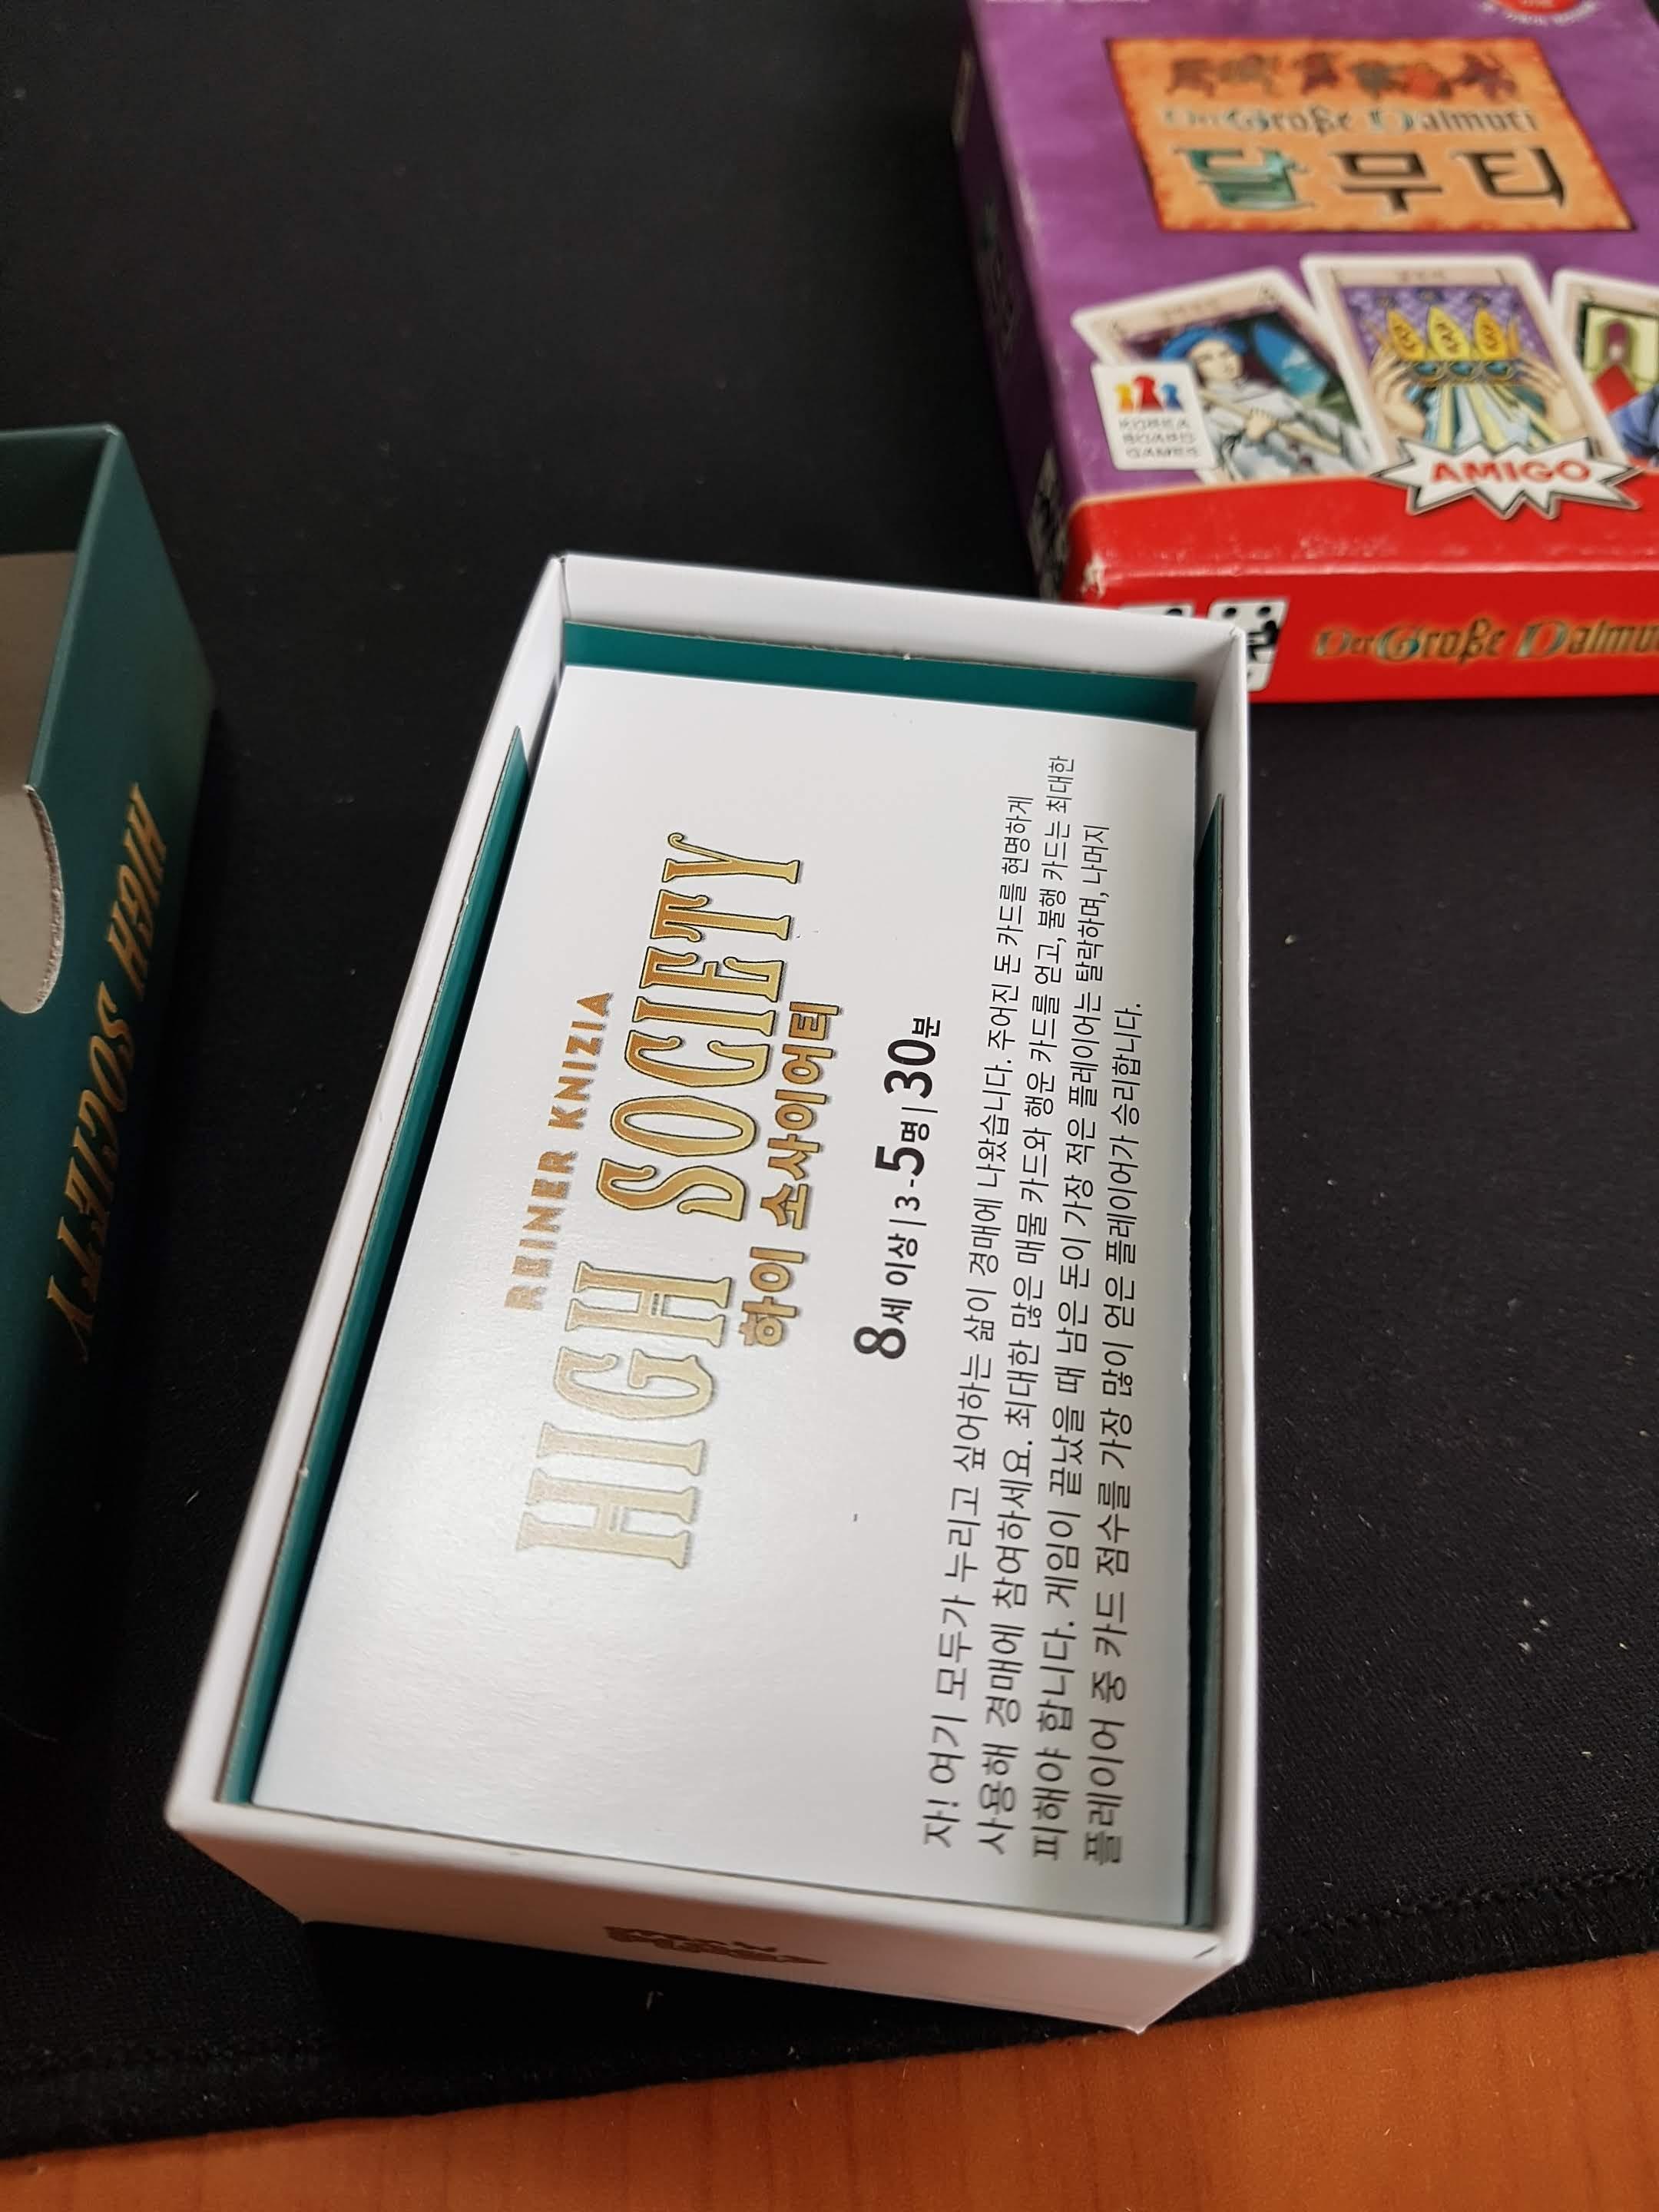 REINER KNIZIA
HIGH SOCIETY
하이 소사이어티
8세 이상 | 3-5명 | 30분
자! 여기 모두가 누리고 싶어하는 삶이 경매에 나왔습니다. 주어진 돈 카드를 현명하게
사용해 경매에 참여하세요. 최대한 많은 매물 카드와 행운 카드를 얻고, 불행 카드는 최대한
피해야 합니다. 게임이 끝났을 때 남은 돈이 가장 적은 플레이어는 탈락하며, 나머지
플레이어 중 카드 점수를 가장 많이 얻은 플레이어가 승리합니다.
HIGH SOCIETY
Der Große Dalmuti
달무티
KOREA
BOARD
GAMES
AMIGO
Der Große Dalmu